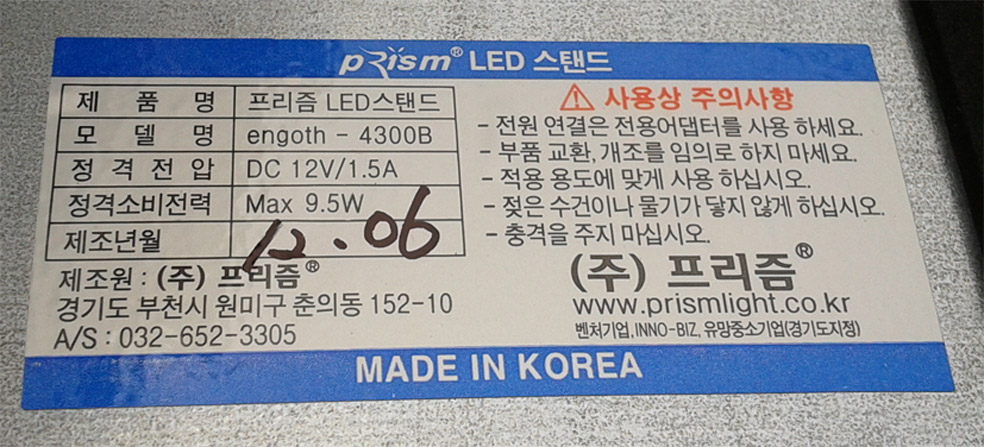 prism® LED 스탠드
제 품 명 프리즘 LED스탠드
모 델 명 engoth - 4300B
정 격 전 압 DC 12V/1.5A
정격소비전력 Max 9.5W
제조년월 12.06
제조원 : (주) 프리즘®
경기도 부천시 원미구 춘의동 152-10
A/S : 032-652-3305
⚠ 사용상 주의사항
- 전원 연결은 전용어댑터를 사용 하세요.
- 부품 교환, 개조를 임의로 하지 마세요.
- 적용 용도에 맞게 사용 하십시오.
- 젖은 수건이나 물기가 닿지 않게 하십시오.
- 충격을 주지 마십시오.
(주) 프리즘®
www.prismlight.co.kr
벤처기업, INNO-BIZ, 유망중소기업(경기도지정)
MADE IN KOREA